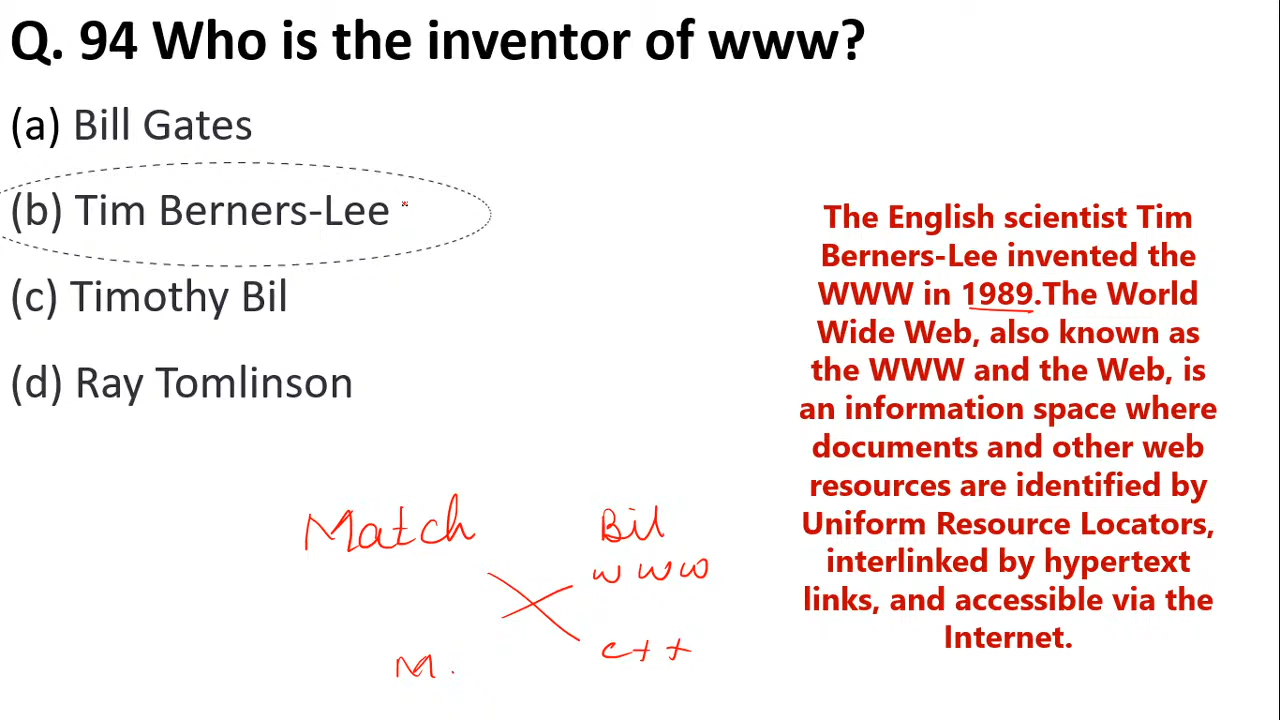 Q. 94 Who is the inventor of www?
(a) Bill Gates
(b) Tim Berners-Lee
(c) Timothy Bil
(d) Ray Tomlinson
The English scientist Tim
Berners-Lee invented the
WWW in 1989.The World
Wide Web, also known as
the WWW and the Web, is
an information space where
documents and other web
resources are identified by
Uniform Resource Locators,
interlinked by hypertext
links, and accessible via the
Internet.
Match
Bil
www
c++
M.